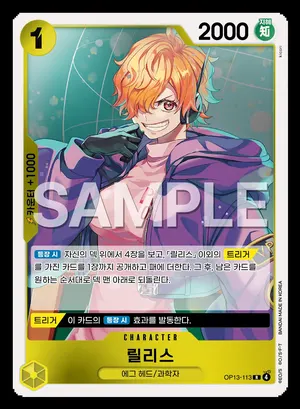 1
2000
지혜
知
카운터 +1000
SAMPLE
등장 시 자신의 덱 위에서 4장을 보고, 「릴리스」 이외의 트리거
를 가진 카드를 1장까지 공개하고 패에 더한다. 그 후, 남은 카드를
원하는 순서대로 덱 맨 아래로 되돌린다.
트리거 이 카드의 등장 시 효과를 발동한다.
CHARACTER
릴리스
에그 헤드/과학자
OP13-113 R
BANDAI MADE IN KOREA